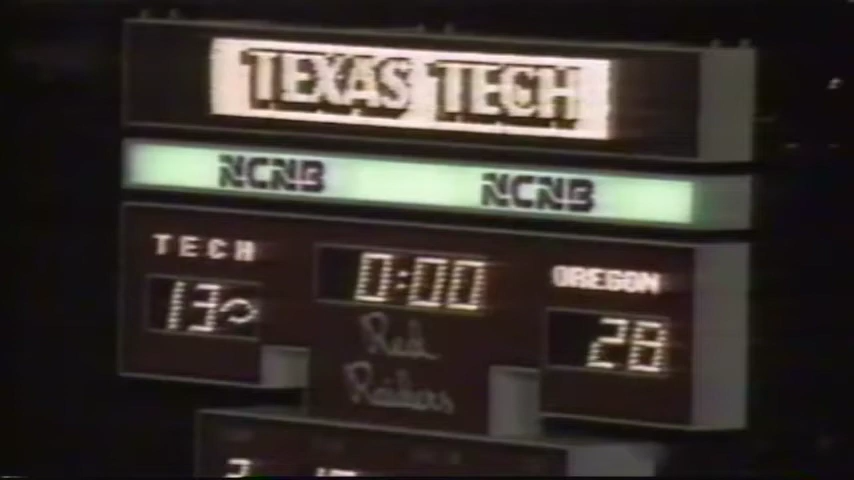 TEXAS TECH
NCNB NCNB
TECH 0:00 OREGON
13 28
Red
Raiders